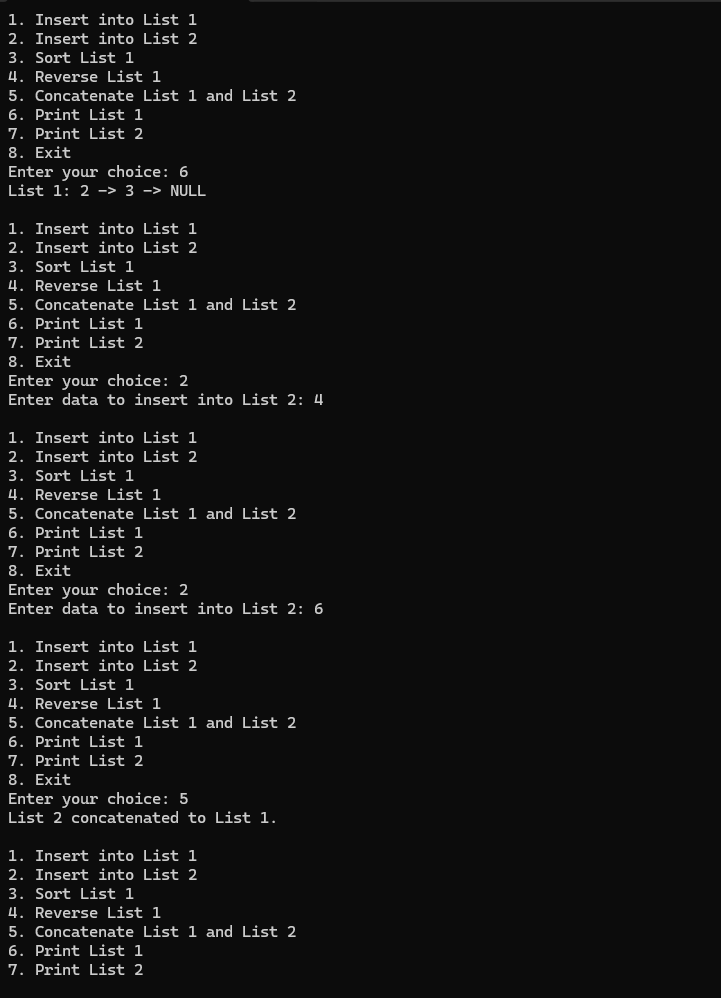 1. Insert into List 1
2. Insert into List 2
3. Sort List 1
4. Reverse List 1
5. Concatenate List 1 and List 2
6. Print List 1
7. Print List 2
8. Exit
Enter your choice: 6
List 1: 2 -> 3 -> NULL

1. Insert into List 1
2. Insert into List 2
3. Sort List 1
4. Reverse List 1
5. Concatenate List 1 and List 2
6. Print List 1
7. Print List 2
8. Exit
Enter your choice: 2
Enter data to insert into List 2: 4

1. Insert into List 1
2. Insert into List 2
3. Sort List 1
4. Reverse List 1
5. Concatenate List 1 and List 2
6. Print List 1
7. Print List 2
8. Exit
Enter your choice: 2
Enter data to insert into List 2: 6

1. Insert into List 1
2. Insert into List 2
3. Sort List 1
4. Reverse List 1
5. Concatenate List 1 and List 2
6. Print List 1
7. Print List 2
8. Exit
Enter your choice: 5
List 2 concatenated to List 1.

1. Insert into List 1
2. Insert into List 2
3. Sort List 1
4. Reverse List 1
5. Concatenate List 1 and List 2
6. Print List 1
7. Print List 2